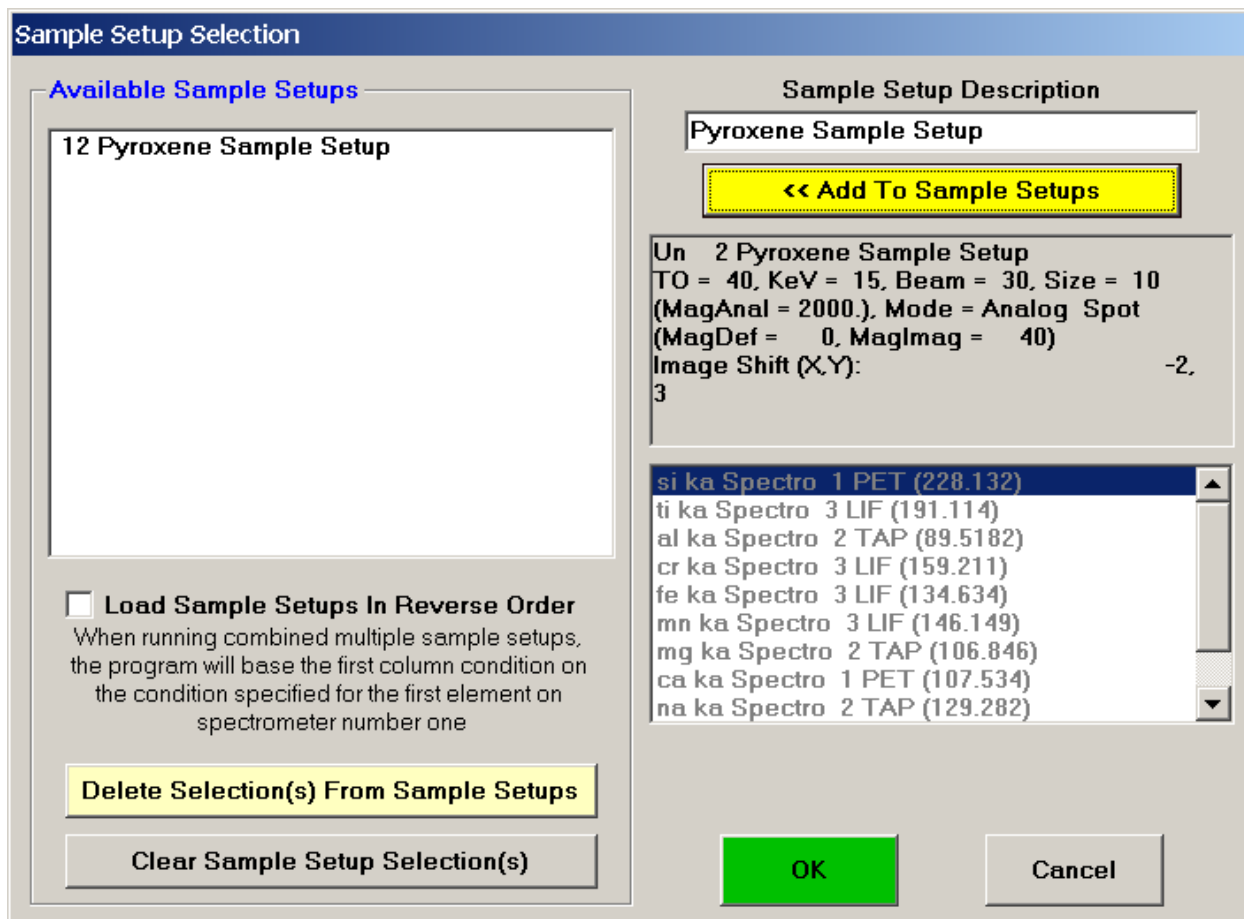 Sample Setup Selection
Available Sample Setups
12 Pyroxene Sample Setup
Load Sample Setups In Reverse Order
When running combined multiple sample setups,
the program will base the first column condition on
the condition specified for the first element on
spectrometer number one
Delete Selection(s) From Sample Setups
Clear Sample Setup Selection(s)
Sample Setup Description
Pyroxene Sample Setup
<< Add To Sample Setups
Un 2 Pyroxene Sample Setup
TO = 40, KeV = 15, Beam = 30, Size = 10
(MagAnal = 2000.), Mode = Analog Spot
(MagDef = 0, MagImag = 40)
Image Shift (X,Y): -2,
3
si ka Spectro 1 PET (228.132)
ti ka Spectro 3 LIF (191.114)
al ka Spectro 2 TAP (89.5182)
cr ka Spectro 3 LIF (159.211)
fe ka Spectro 3 LIF (134.634)
mn ka Spectro 3 LIF (146.149)
mg ka Spectro 2 TAP (106.846)
ca ka Spectro 1 PET (107.534)
na ka Spectro 2 TAP (129.282)
OK
Cancel